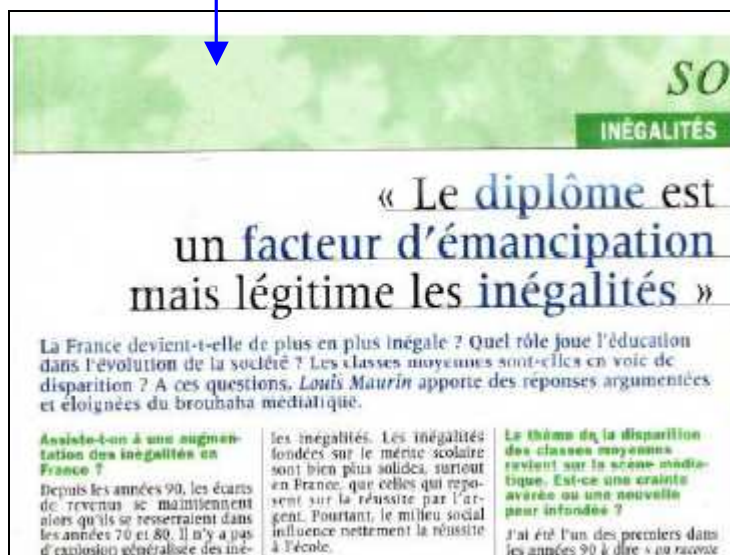 SO
INÉGALITÉS
« Le diplôme est
un facteur d'émancipation
mais légitime les inégalités »
La France devient-t-elle de plus en plus inégale ? Quel rôle joue l'éducation
dans l'évolution de la société ? Les classes moyennes sont-elles en voie de
disparition ? A ces questions, Louis Maurin apporte des réponses argumentées
et éloignées du brouhaha médiatique.
Assiste-t-on à une augmen-
tation des inégalités en
France ?
Depuis les années 90, les écarts
de revenus se maintiennent
alors qu'ils se resserraient dans
les années 70 et 80. Il n'y a pas
d'explosion généralisée des iné-
les inégalités. Les inégalités
fondées sur le mérite scolaire
sont bien plus solides, surtout
en France, que celles qui repo-
sent sur la réussite par l'ar-
gent. Pourtant, le milieu social
influence nettement la réussite
à l'école.
Le thème de la disparition
des classes moyennes
revient sur la scène média-
tique. Est-ce une crainte
avérée ou une nouvelle
peur infondée ?
J'ai été l'un des premiers dans
les années 90 à dire «